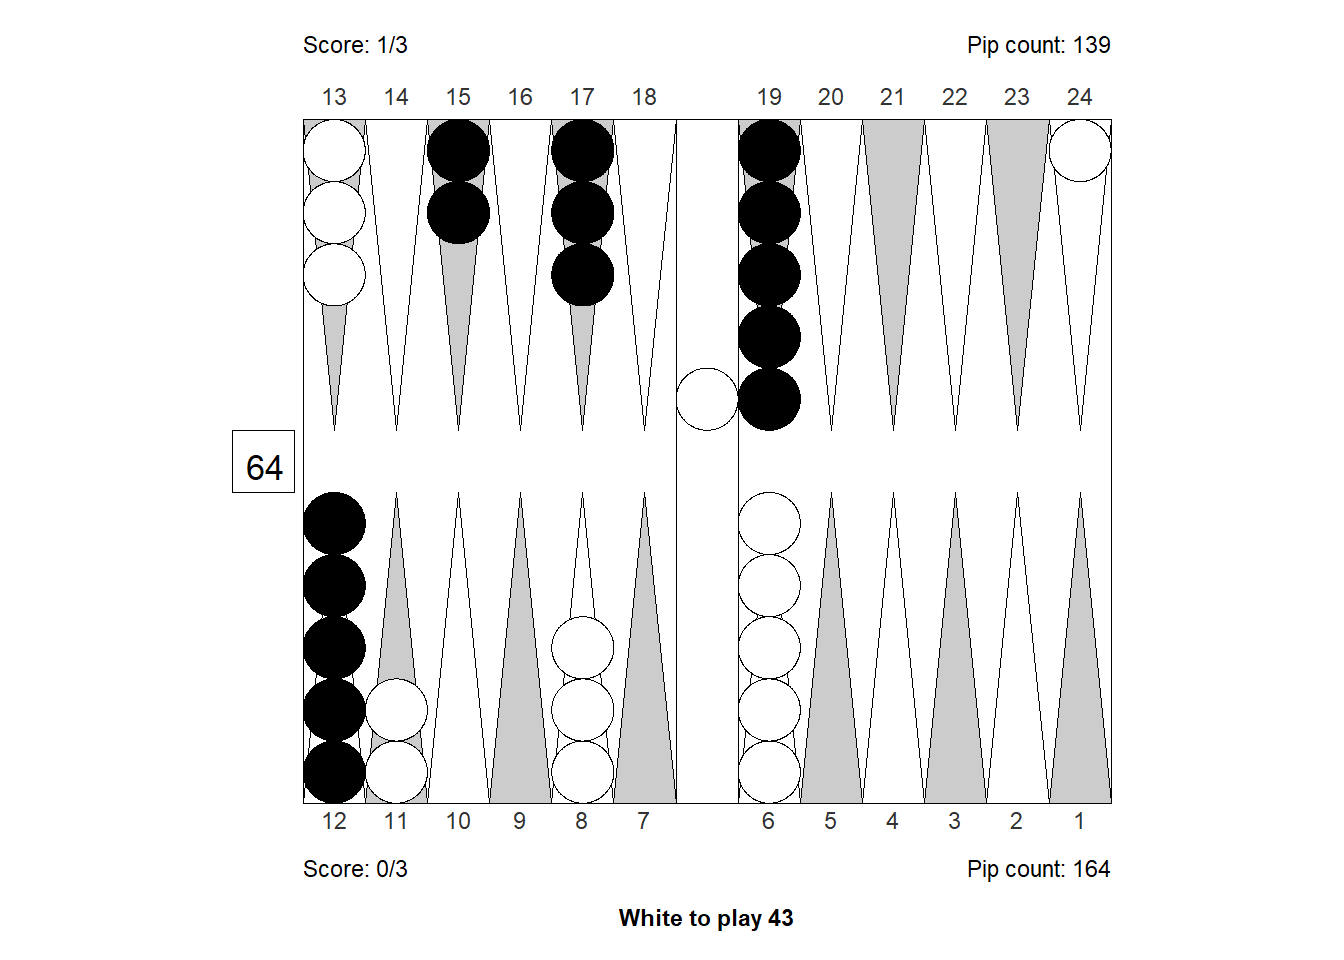 Score: 1/3 Pip count: 139
13 14 15 16 17 18 19 20 21 22 23 24
64
12 11 10 9 8 7 6 5 4 3 2 1
Score: 0/3 Pip count: 164
White to play 43